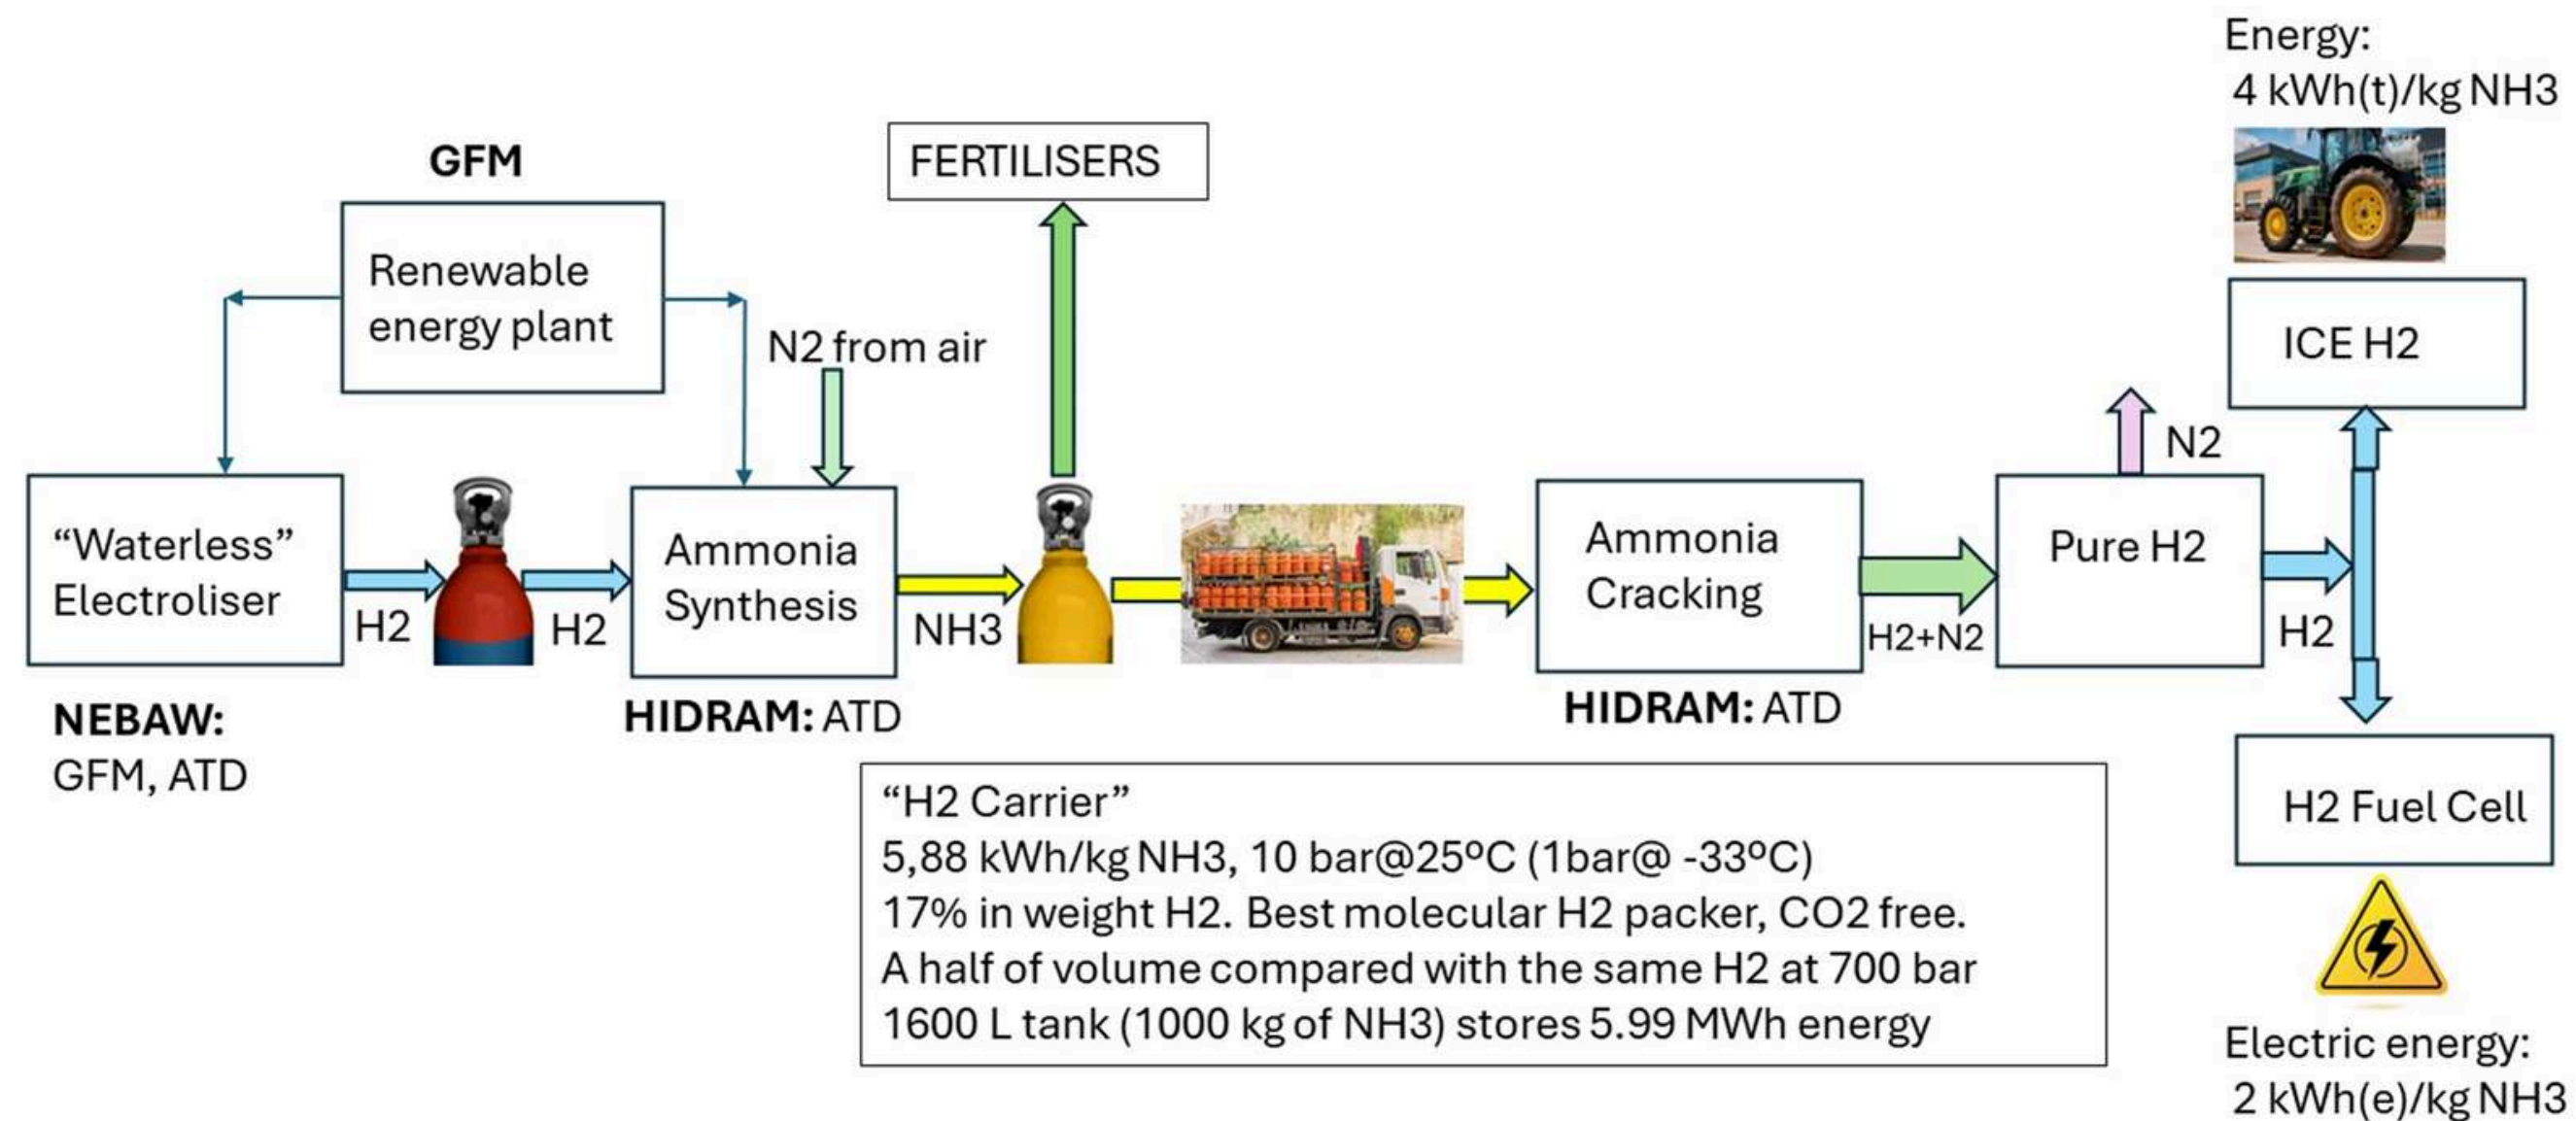 GFM
Renewable
energy plant
N2 from air
FERTILISERS
“Waterless”
Electroliser
H2
H2
Ammonia
Synthesis
NH3
Ammonia
Cracking
H2+N2
Pure H2
N2
H2
Energy:
4 kWh(t)/kg NH3
ICE H2
H2 Fuel Cell
Electric energy:
2 kWh(e)/kg NH3
NEBAW:
GFM, ATD
HIDRAM: ATD
HIDRAM: ATD
“H2 Carrier”
5,88 kWh/kg NH3, 10 bar@25ºC (1bar@ -33ºC)
17% in weight H2. Best molecular H2 packer, CO2 free.
A half of volume compared with the same H2 at 700 bar
1600 L tank (1000 kg of NH3) stores 5.99 MWh energy